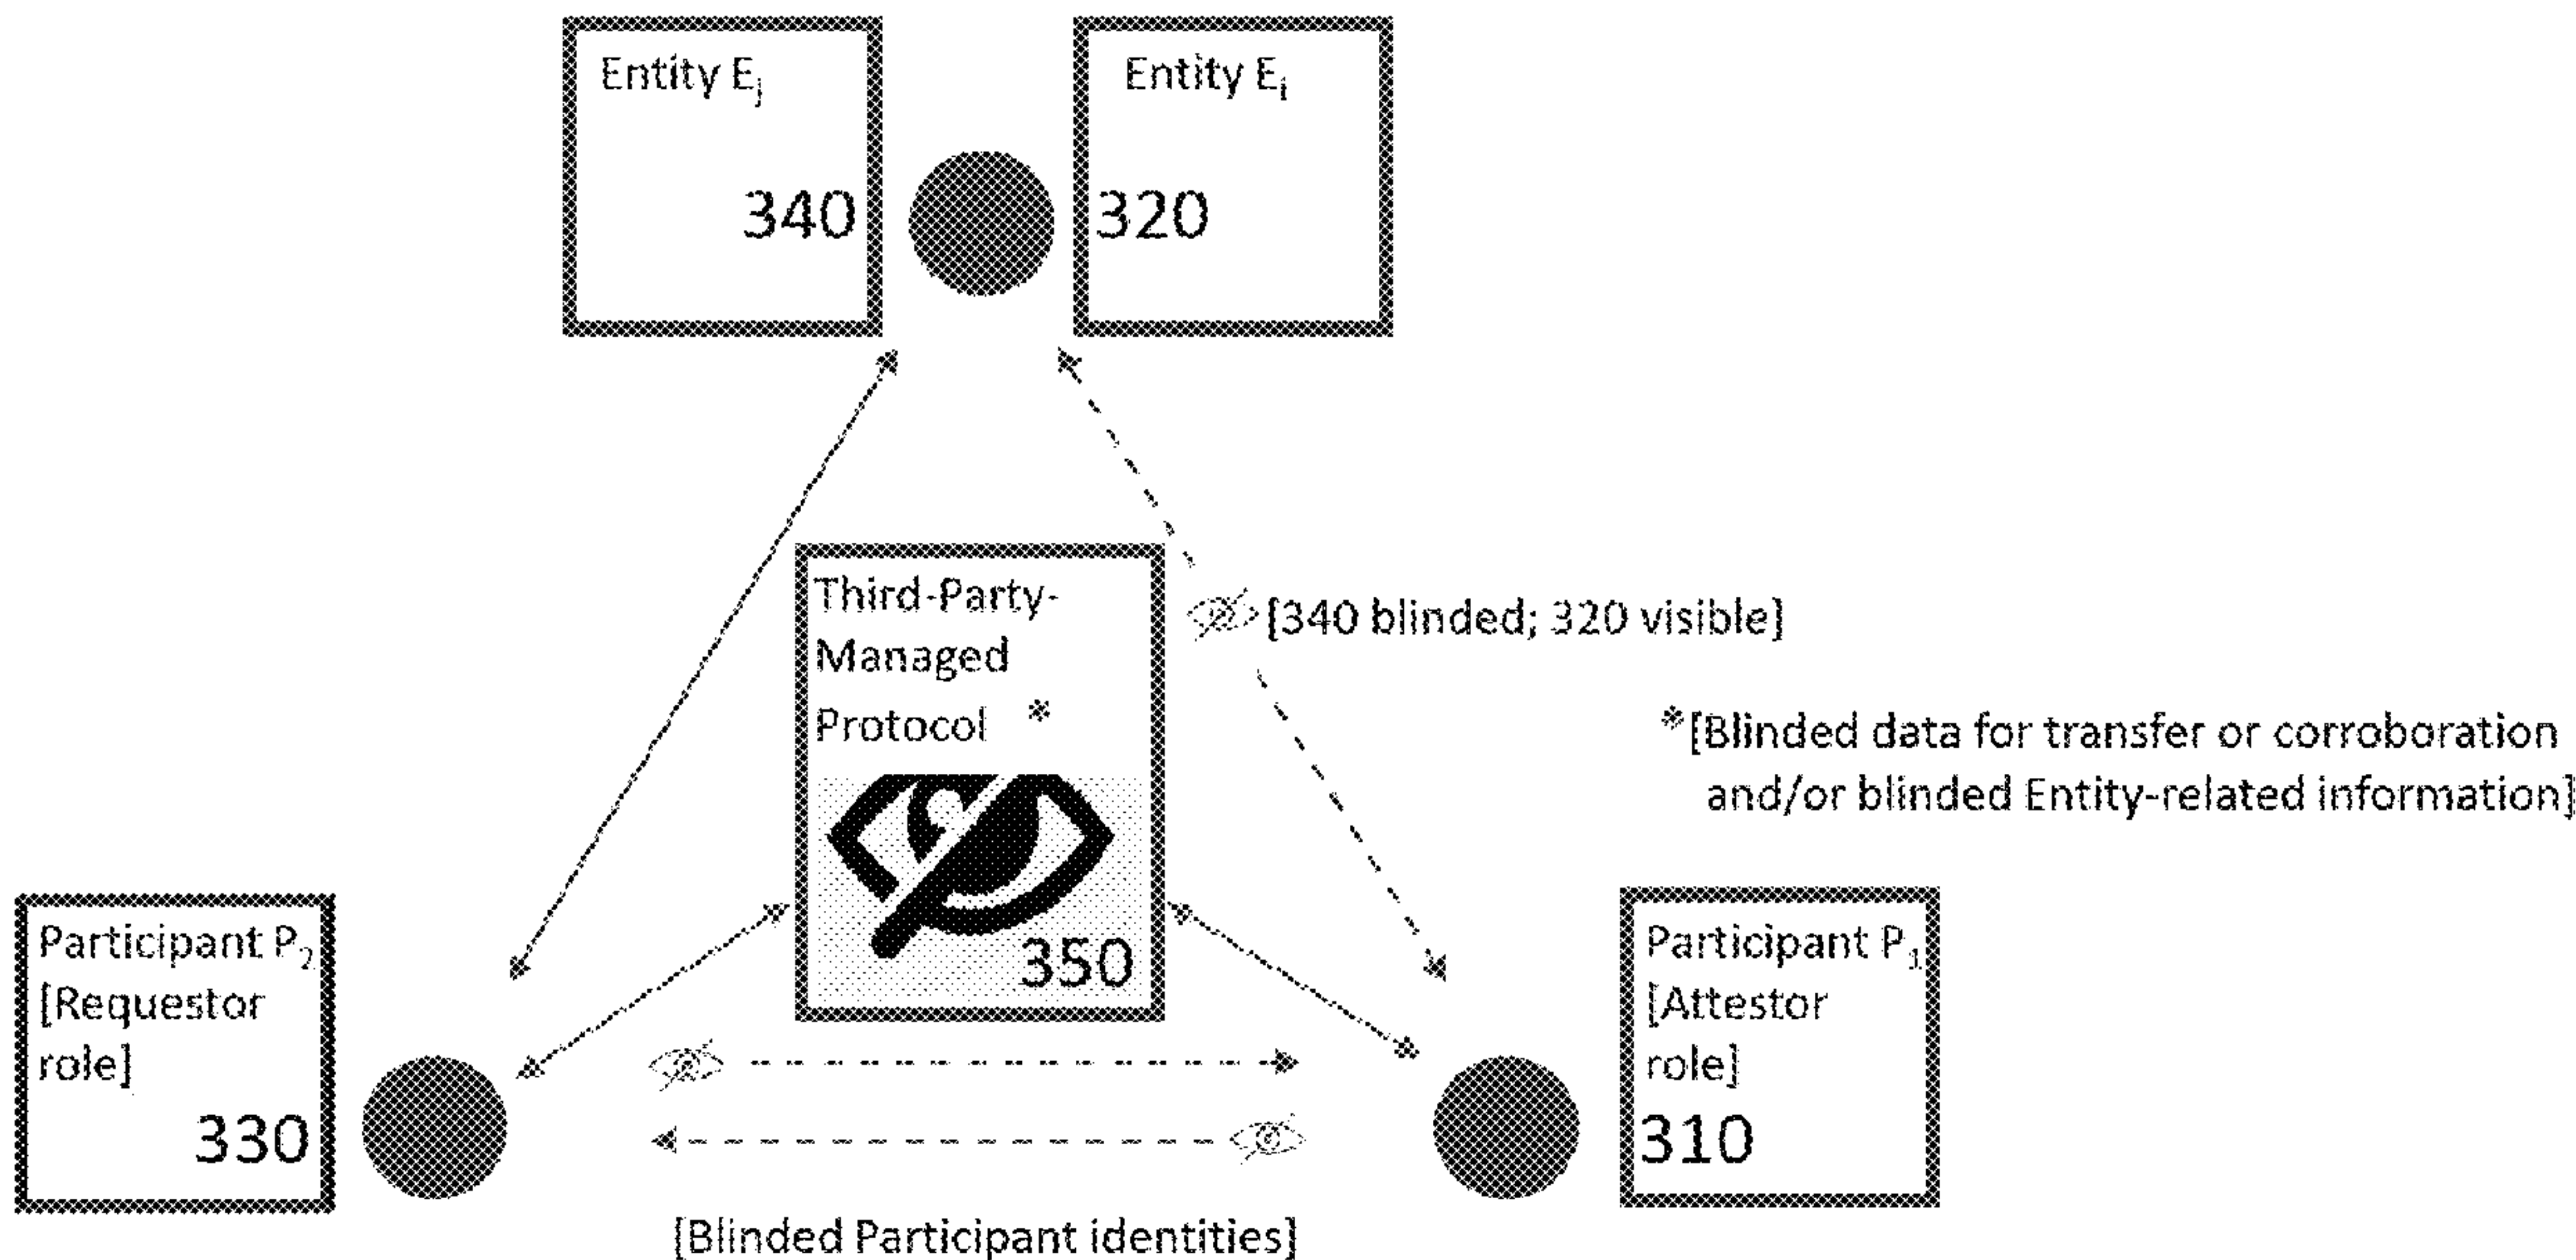 Entity Eⱼ
340
Entity Eᵢ
320
Third-Party-
Managed
Protocol *
350
[340 blinded; 320 visible]
*[Blinded data for transfer or corroboration
and/or blinded Entity-related information]
Participant P₂
[Requestor
role]
330
Participant P₁
[Attestor
role]
310
[Blinded Participant identities]